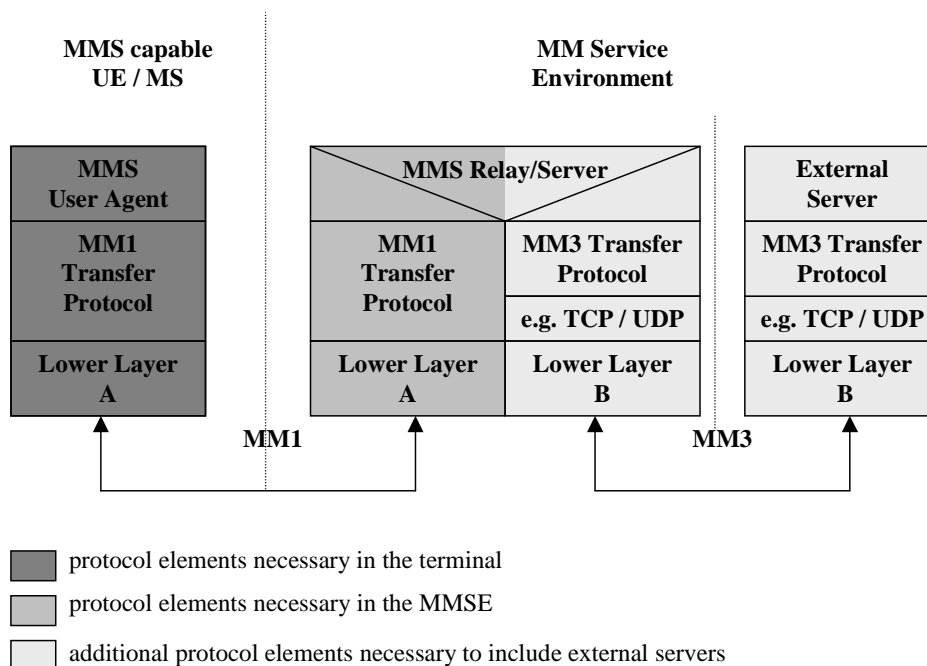 MMS capable
UE / MS
MM Service
Environment
MMS
User Agent
MM1
Transfer
Protocol
Lower Layer
A
MMS Relay/Server
MM1
Transfer
Protocol
Lower Layer
A
MM3 Transfer
Protocol
e.g. TCP / UDP
Lower Layer
B
External
Server
MM3 Transfer
Protocol
e.g. TCP / UDP
Lower Layer
B
MM1
MM3
protocol elements necessary in the terminal
protocol elements necessary in the MMSE
additional protocol elements necessary to include external servers